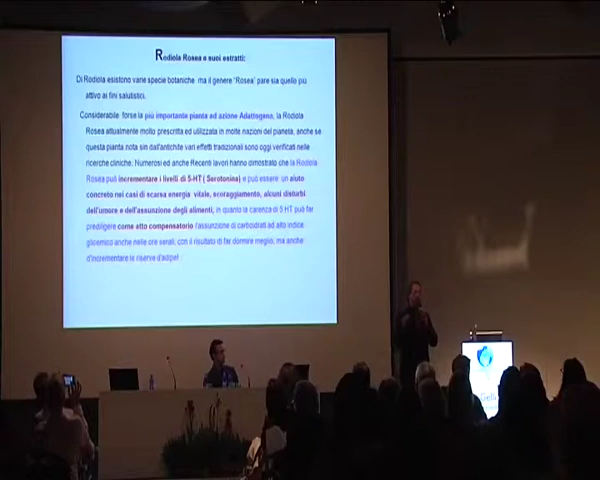 Rodiola Rosea e suoi estratti:
Di Rodiola esistono varie specie botaniche ma il genere "Rosea" pare sia quello più
attivo ai fini salutistici.
Considerabile forse la più importante pianta ad azione Adattogena, la Rodiola
Rosea attualmente molto prescritta ed utilizzata in molte nazioni del pianeta, anche se
questa pianta nota sin dall'antichità vari effetti tradizionali sono oggi verificati nelle
ricerche cliniche. Numerosi ed anche Recenti lavori hanno dimostrato che la Rodiola
Rosea può incrementare i livelli di 5-HT ( Serotonina) e può essere un aiuto
concreto nei casi di scarsa energia vitale, scoraggiamento, alcuni disturbi
dell'umore e dell'assunzione degli alimenti, in quanto la carenza di 5 HT può far
prediligere come atto compensatorio l'assunzione di carboidrati ad alto indice
glicemico anche nelle ore serali, con il risultato di far dormire meglio, ma anche
d'incrementare le riserve d'adipe!